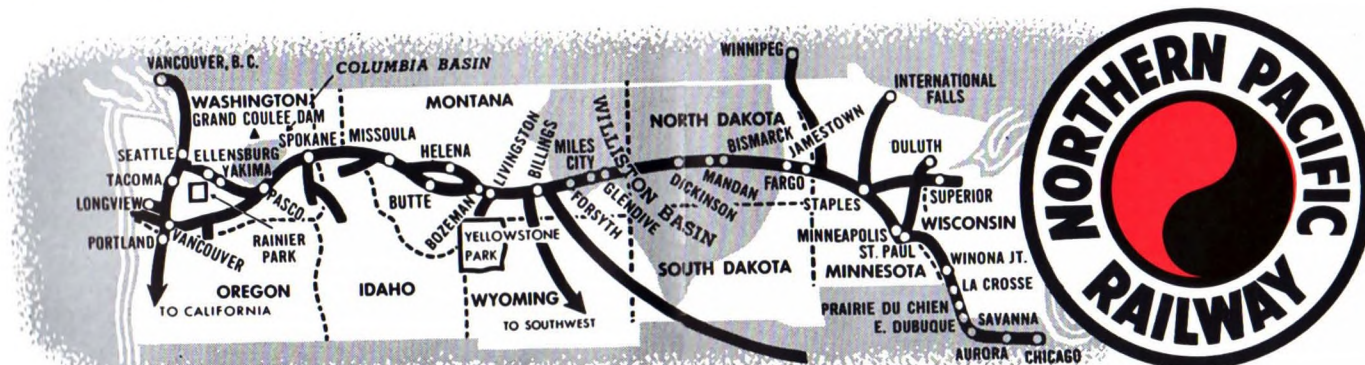 VANCOUVER, B. C.
COLUMBIA BASIN
WASHINGTON
GRAND COULEE DAM
SPOKANE
SEATTLE
ELLENSBURG
YAKIMA
TACOMA
PASCO
LONGVIEW
PORTLAND
VANCOUVER
RAINIER
PARK
OREGON
TO CALIFORNIA
MONTANA
MISSOULA
HELENA
BUTTE
BOZEMAN
LIVINGSTON
BILLINGS
IDAHO
YELLOWSTONE
PARK
WYOMING
TO SOUTHWEST
MILES
CITY
FORSYTH
GLENDIVE
WILLISTON BASIN
NORTH DAKOTA
DICKINSON
MANDAN
BISMARCK
JAMESTOWN
FARGO
SOUTH DAKOTA
WINNIPEG
INTERNATIONAL
FALLS
DULUTH
SUPERIOR
STAPLES
WISCONSIN
MINNEAPOLIS
ST. PAUL
MINNESOTA
WINONA JT.
LA CROSSE
PRAIRIE DU CHIEN
E. DUBUQUE
SAVANNA
AURORA
CHICAGO
NORTHERN PACIFIC
RAILWAY